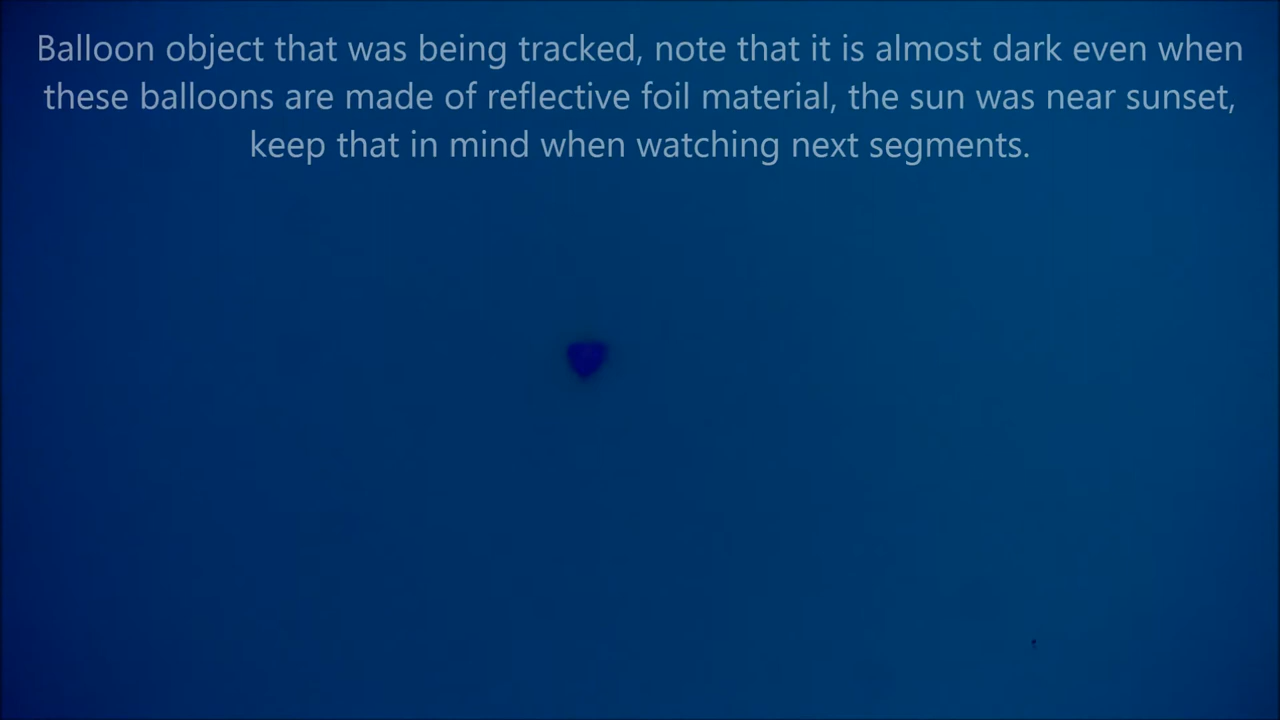 Balloon object that was being tracked, note that it is almost dark even when
these balloons are made of reflective foil material, the sun was near sunset,
keep that in mind when watching next segments.